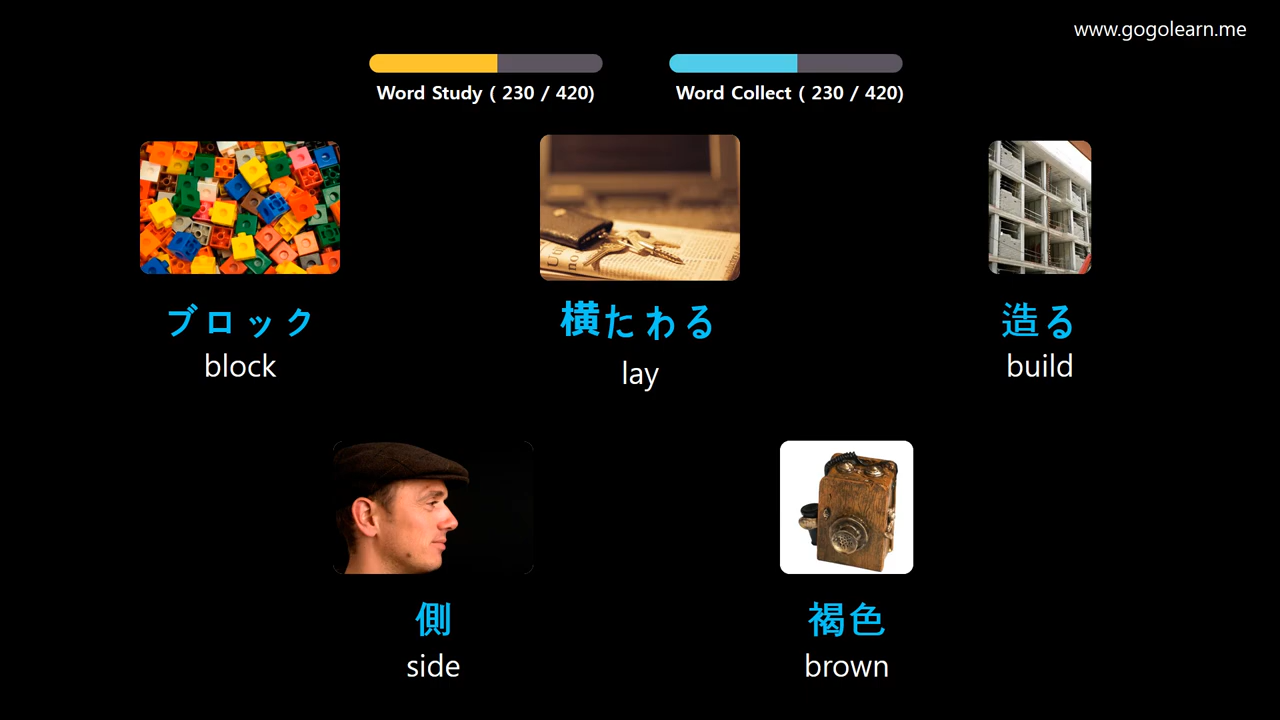 www.gogolearn.me
Word Study ( 230 / 420)
Word Collect ( 230 / 420)
ブロック
block
横たわる
lay
造る
build
側
side
褐色
brown